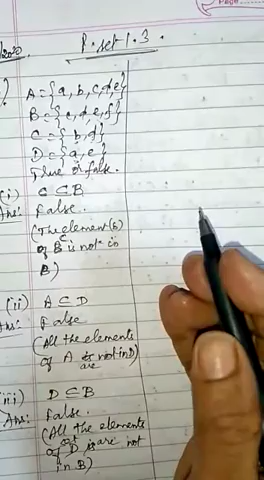 Page
2020
P. set 1.3.
A = {a, b, c, d, e}
B = {c, d, e, f}
C = {b, d}
D = {a, e}
True or false.
(i) C ⊆ B
Ans: False.
(The element (b)
of C is not in
B)
(ii) A ⊆ D
Ans: False
(All the elements
of A are not in D)
(iii) D ⊆ B
Ans: False.
(All the elements
of D are not
in B)